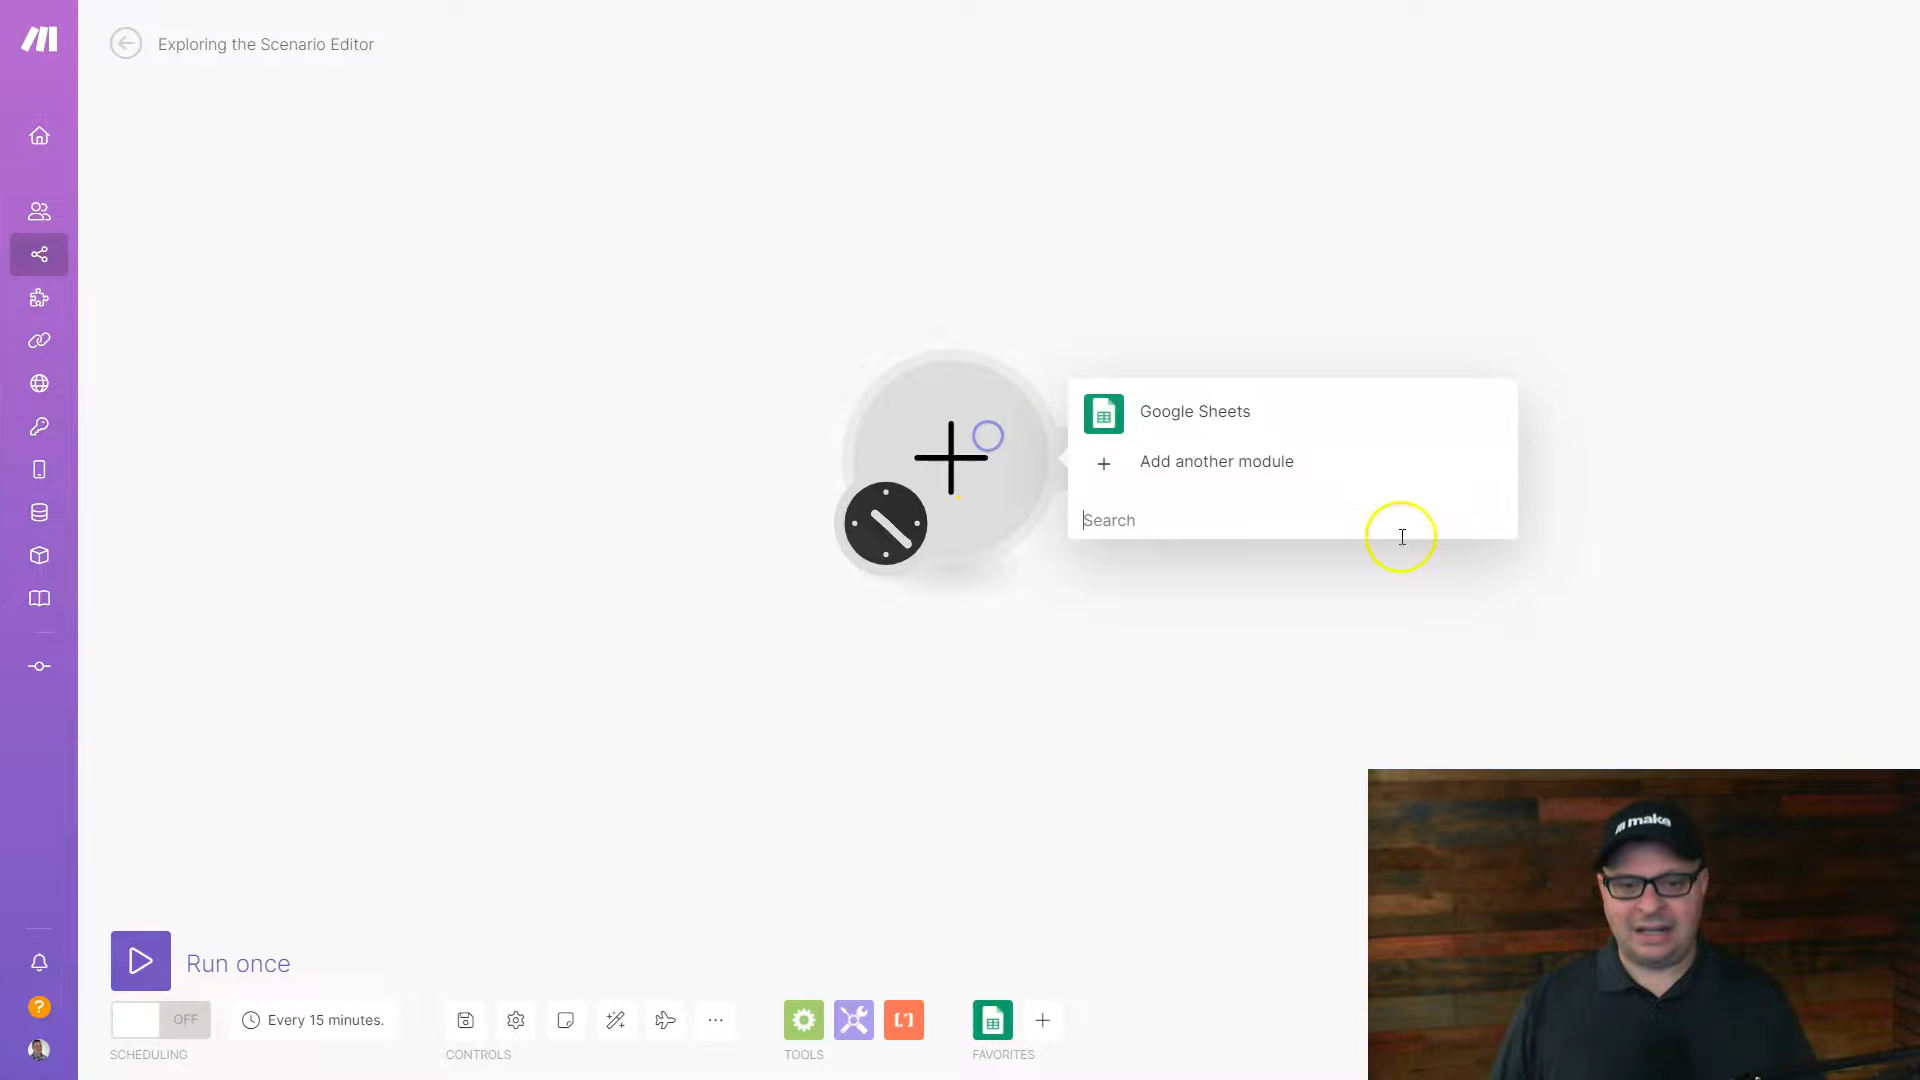 Exploring the Scenario Editor
Google Sheets
Add another module
Search
make
Run once
OFF
Every 15 minutes.
SCHEDULING
CONTROLS
TOOLS
FAVORITES
?